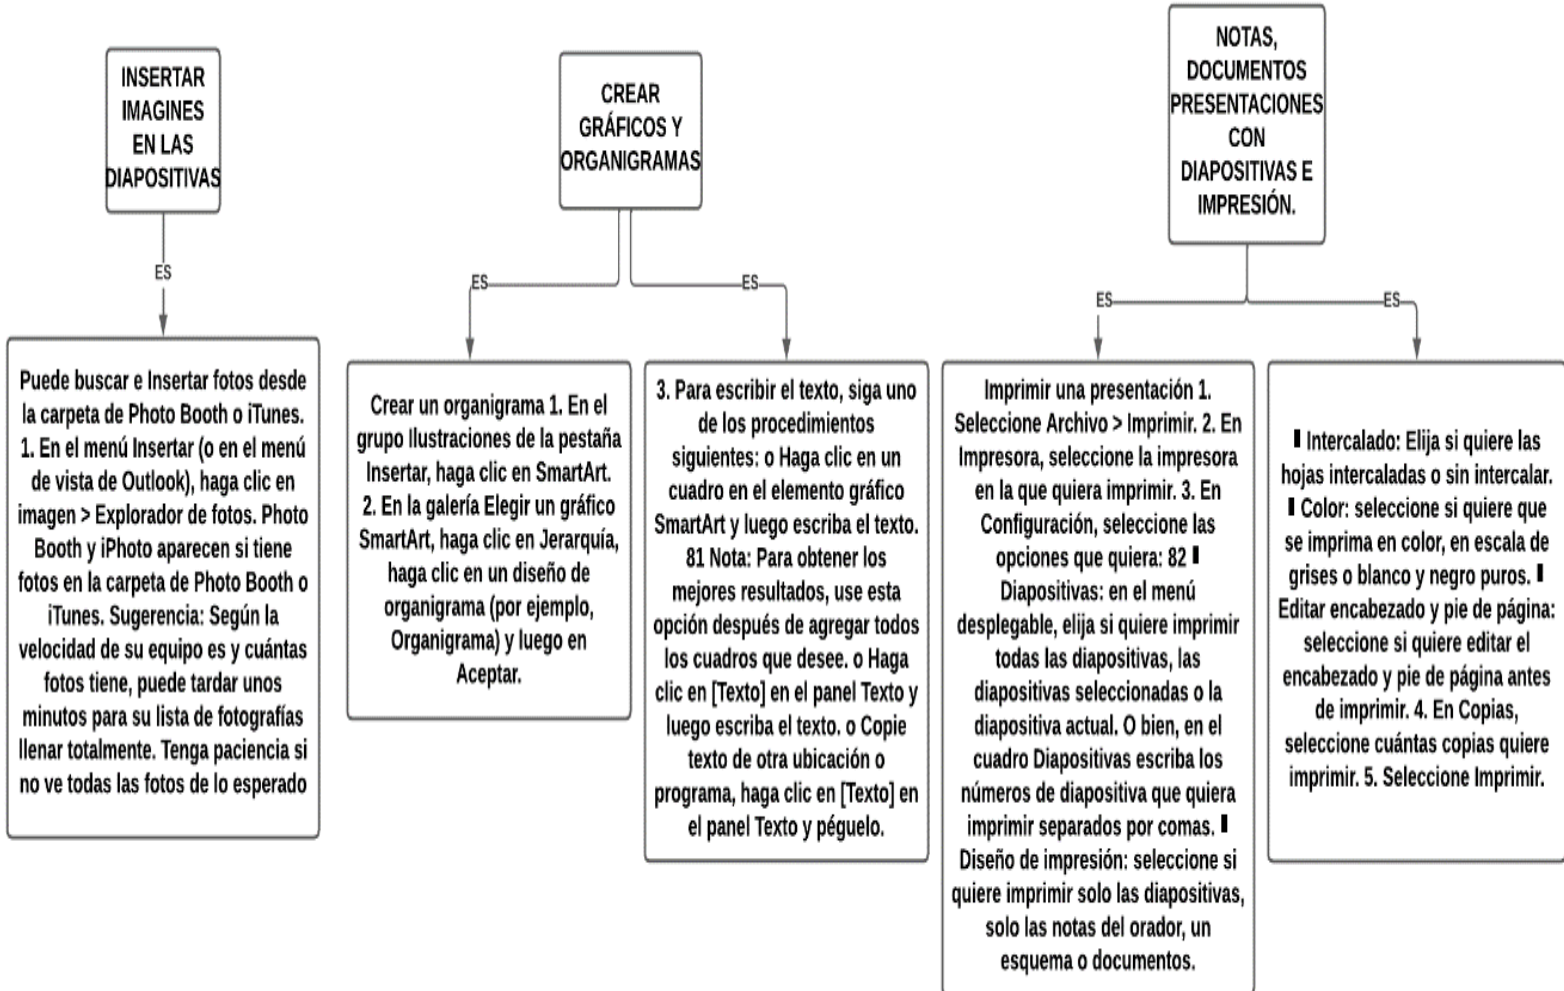 INSERTAR
IMAGINES
EN LAS
DIAPOSITIVAS
ES
Puede buscar e Insertar fotos desde
la carpeta de Photo Booth o iTunes.
1. En el menú Insertar (o en el menú
de vista de Outlook), haga clic en
imagen > Explorador de fotos. Photo
Booth y iPhoto aparecen si tiene
fotos en la carpeta de Photo Booth o
iTunes. Sugerencia: Según la
velocidad de su equipo es y cuántas
fotos tiene, puede tardar unos
minutos para su lista de fotografías
llenar totalmente. Tenga paciencia si
no ve todas las fotos de lo esperado
CREAR
GRÁFICOS Y
ORGANIGRAMAS
ES
ES
Crear un organigrama 1. En el
grupo Ilustraciones de la pestaña
Insertar, haga clic en SmartArt.
2. En la galería Elegir un gráfico
SmartArt, haga clic en Jerarquía,
haga clic en un diseño de
organigrama (por ejemplo,
Organigrama) y luego en
Aceptar.
3. Para escribir el texto, siga uno
de los procedimientos
siguientes: o Haga clic en un
cuadro en el elemento gráfico
SmartArt y luego escriba el texto.
81 Nota: Para obtener los
mejores resultados, use esta
opción después de agregar todos
los cuadros que desee. o Haga
clic en [Texto] en el panel Texto y
luego escriba el texto. o Copie
texto de otra ubicación o
programa, haga clic en [Texto] en
el panel Texto y péguelo.
NOTAS,
DOCUMENTOS
PRESENTACIONES
CON
DIAPOSITIVAS E
IMPRESIÓN.
ES
ES
Imprimir una presentación 1.
Seleccione Archivo > Imprimir. 2. En
Impresora, seleccione la impresora
en la que quiera imprimir. 3. En
Configuración, seleccione las
opciones que quiera: 82 ▮
Diapositivas: en el menú
desplegable, elija si quiere imprimir
todas las diapositivas, las
diapositivas seleccionadas o la
diapositiva actual. O bien, en el
cuadro Diapositivas escriba los
números de diapositiva que quiera
imprimir separados por comas. ▮
Diseño de impresión: seleccione si
quiere imprimir solo las diapositivas,
solo las notas del orador, un
esquema o documentos.
▮ Intercalado: Elija si quiere las
hojas intercaladas o sin intercalar.
▮ Color: seleccione si quiere que
se imprima en color, en escala de
grises o blanco y negro puros. ▮
Editar encabezado y pie de página:
seleccione si quiere editar el
encabezado y pie de página antes
de imprimir. 4. En Copias,
seleccione cuántas copias quiere
imprimir. 5. Seleccione Imprimir.